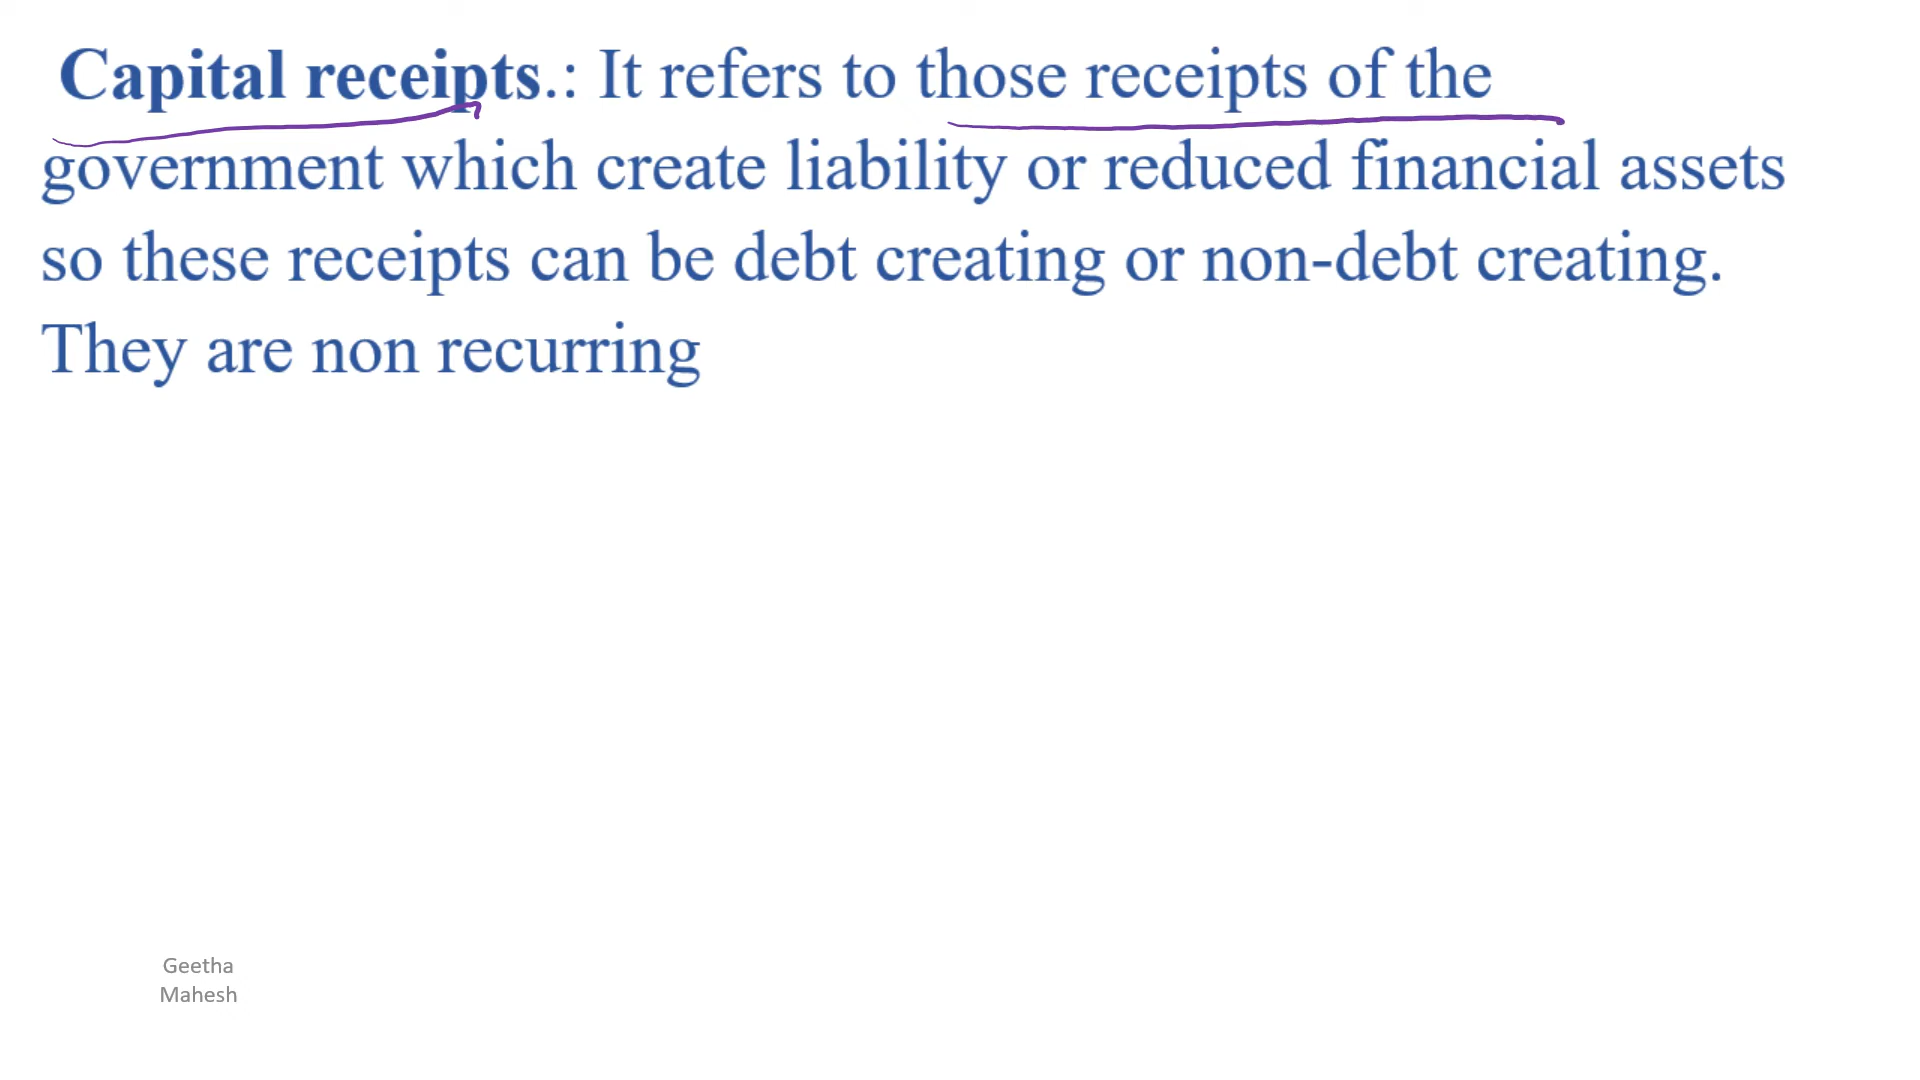 Capital receipts.: It refers to those receipts of the
government which create liability or reduced financial assets
so these receipts can be debt creating or non-debt creating.
They are non recurring
Geetha
Mahesh